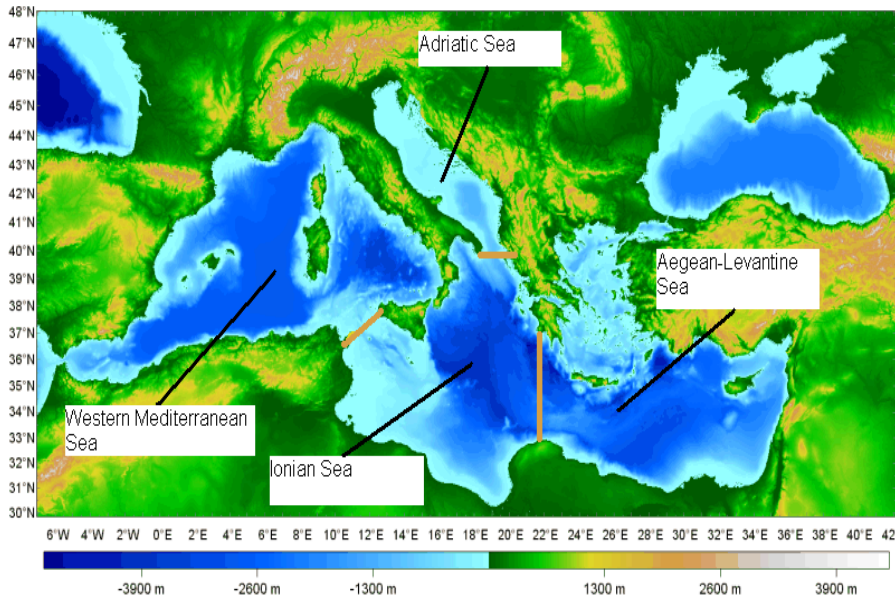 48°N
Adriatic Sea
47°N
46°N
45°N
44°N
43°N
42°N
41°N
40°N
Aegean-Levantine
Sea
39°N
38°N
37°N
36°N
35°N
34°N
Western Mediterranean
Sea
33°N
32°N
Ionian Sea
31°N
30°N
6°W 4°W 2°W 0°E 2°E 4°E 6°E 8°E 10°E 12°E 14°E 16°E 18°E 20°E 22°E 24°E 26°E 28°E 30°E 32°E 34°E 36°E 38°E 40°E 42°E
-3900 m -2600 m -1300 m 1300 m 2600 m 3900 m